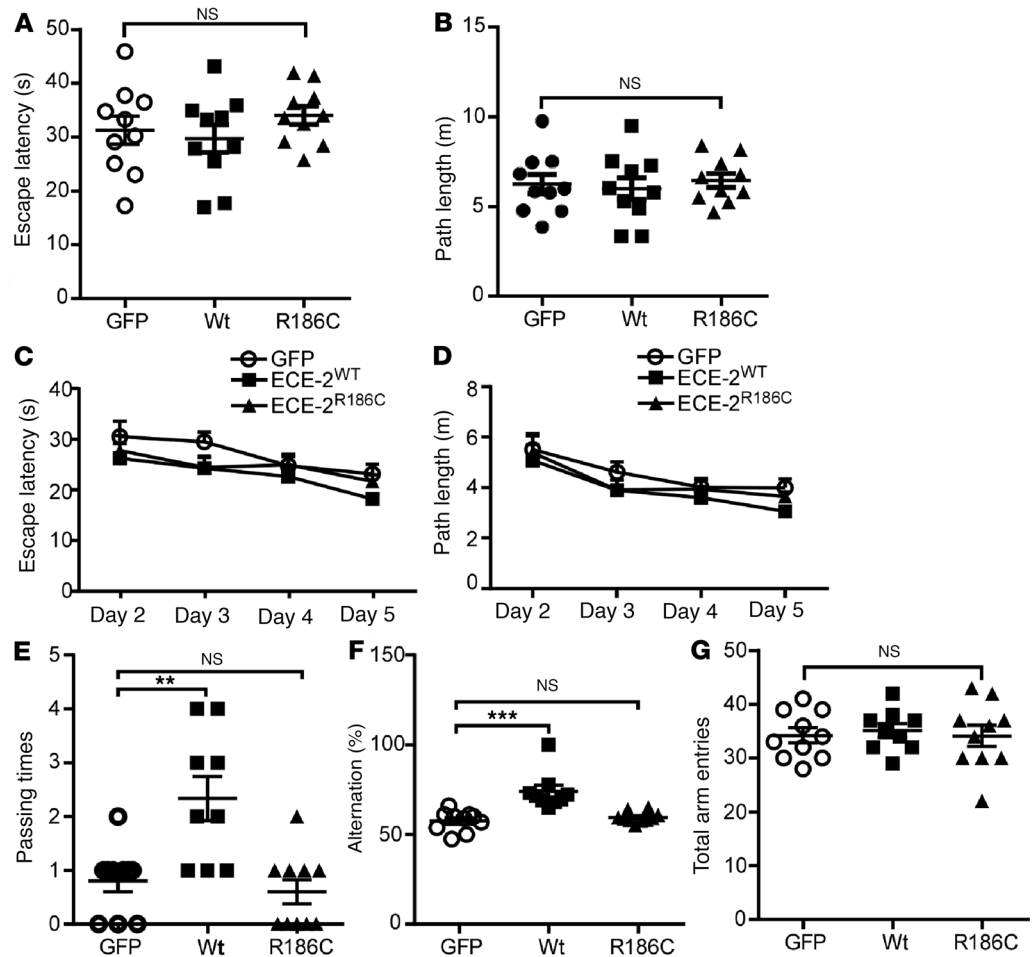 A
Escape latency (s)
50
40
30
20
10
0
NS
GFP
Wt
R186C
B
Path length (m)
15
10
5
0
NS
GFP
Wt
R186C
C
GFP
ECE-2WT
ECE-2R186C
Escape latency (s)
40
30
20
10
0
Day 2
Day 3
Day 4
Day 5
D
GFP
ECE-2WT
ECE-2R186C
Path length (m)
8
6
4
2
0
Day 2
Day 3
Day 4
Day 5
E
Passing times
5
4
3
2
1
0
NS
**
GFP
Wt
R186C
F
Alternation (%)
150
100
50
0
NS
***
GFP
Wt
R186C
G
Total arm entries
50
40
30
20
10
0
NS
GFP
Wt
R186C